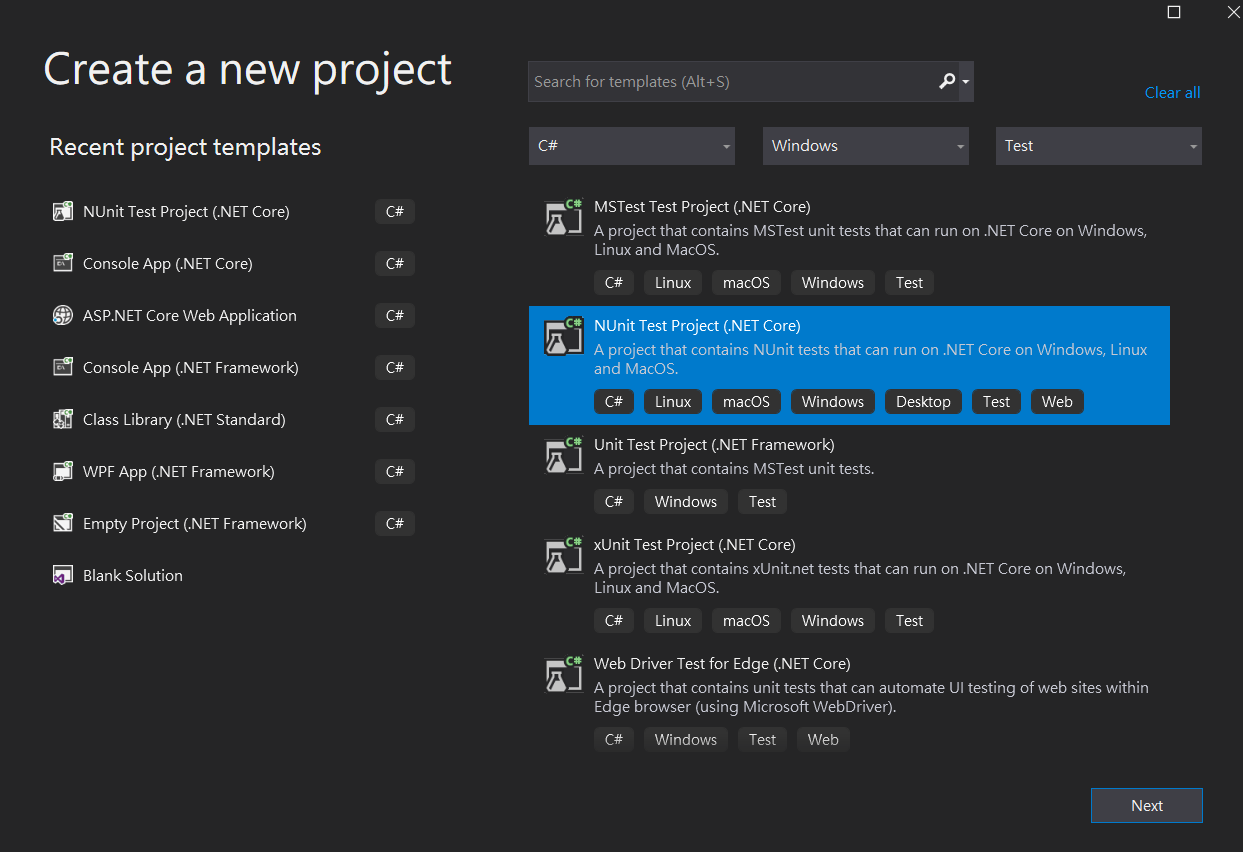 Create a new project
Recent project templates
NUnit Test Project (.NET Core) C#
Console App (.NET Core) C#
ASP.NET Core Web Application C#
Console App (.NET Framework) C#
Class Library (.NET Standard) C#
WPF App (.NET Framework) C#
Empty Project (.NET Framework) C#
Blank Solution
Search for templates (Alt+S)
Clear all
C# Windows Test
MSTest Test Project (.NET Core)
A project that contains MSTest unit tests that can run on .NET Core on Windows,
Linux and MacOS.
C# Linux macOS Windows Test
NUnit Test Project (.NET Core)
A project that contains NUnit tests that can run on .NET Core on Windows, Linux
and MacOS.
C# Linux macOS Windows Desktop Test Web
Unit Test Project (.NET Framework)
A project that contains MSTest unit tests.
C# Windows Test
xUnit Test Project (.NET Core)
A project that contains xUnit.net tests that can run on .NET Core on Windows,
Linux and MacOS.
C# Linux macOS Windows Test
Web Driver Test for Edge (.NET Core)
A project that contains unit tests that can automate UI testing of web sites within
Edge browser (using Microsoft WebDriver).
C# Windows Test Web
Next